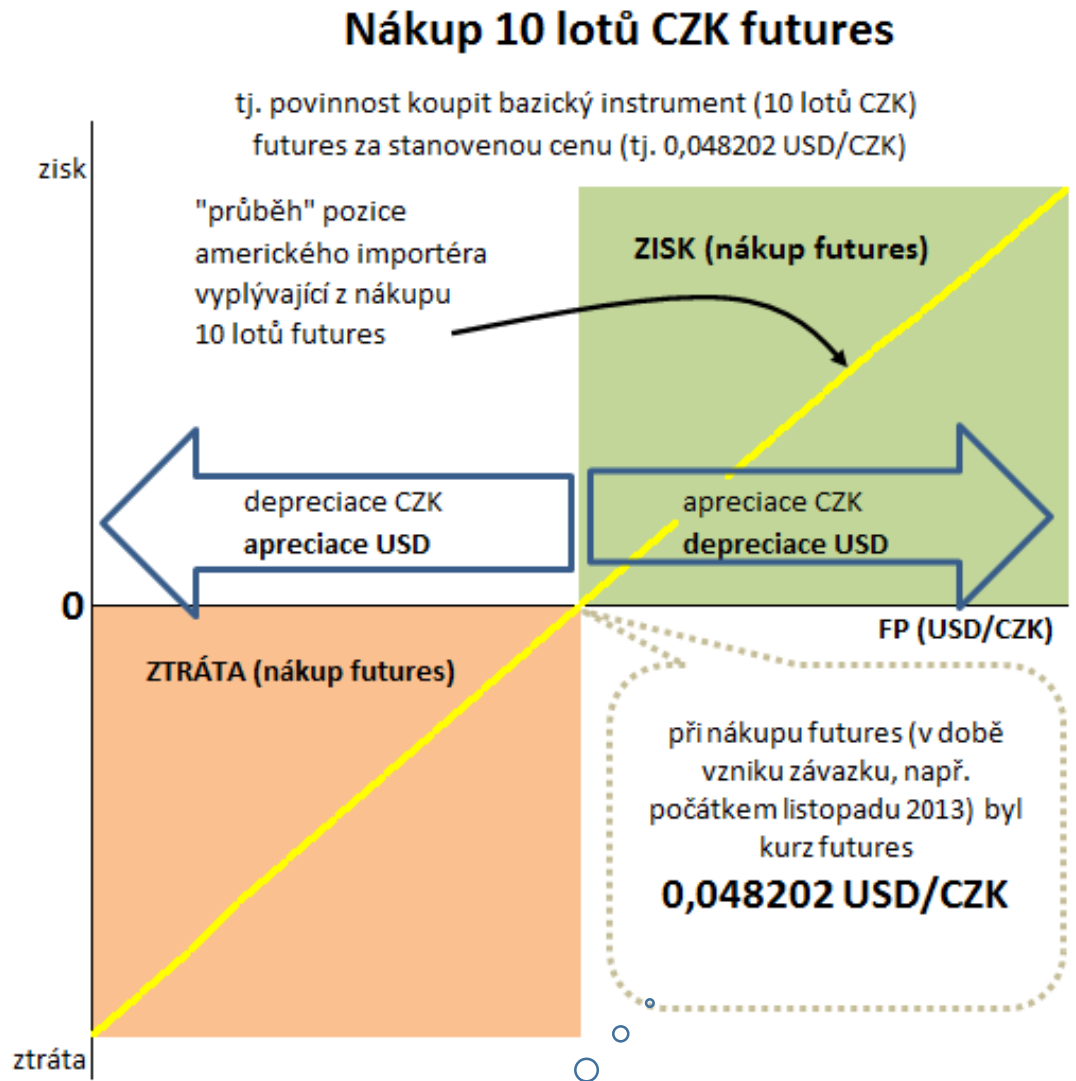 Nákup 10 lotů CZK futures
tj. povinnost koupit bazický instrument (10 lotů CZK)
futures za stanovenou cenu (tj. 0,048202 USD/CZK)
zisk
"průběh" pozice
amerického importéra
vyplývající z nákupu
10 lotů futures
ZISK (nákup futures)
depreciace CZK
apreciace USD
apreciace CZK
depreciace USD
0
FP (USD/CZK)
ZTRÁTA (nákup futures)
při nákupu futures (v době
vzniku závazku, např.
počátkem listopadu 2013) byl
kurz futures
0,048202 USD/CZK
ztráta